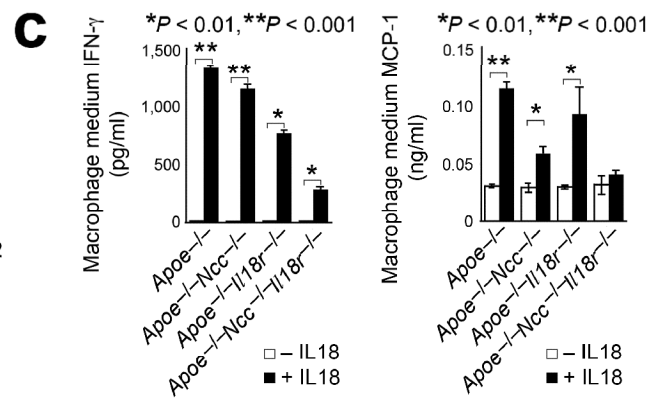 C
*P < 0.01, **P < 0.001
Macrophage medium IFN-γ
(pg/ml)
1,500
1,000
500
0
**
**
*
*
Apoe–/–
Apoe–/–Ncc–/–
Apoe–/–Il18r–/–
Apoe–/–Ncc–/–Il18r–/–
– IL18
+ IL18
*P < 0.01, **P < 0.001
Macrophage medium MCP-1
(ng/ml)
0.15
0.10
0.05
0
**
*
*
Apoe–/–
Apoe–/–Ncc–/–
Apoe–/–Il18r–/–
Apoe–/–Ncc–/–Il18r–/–
– IL18
+ IL18